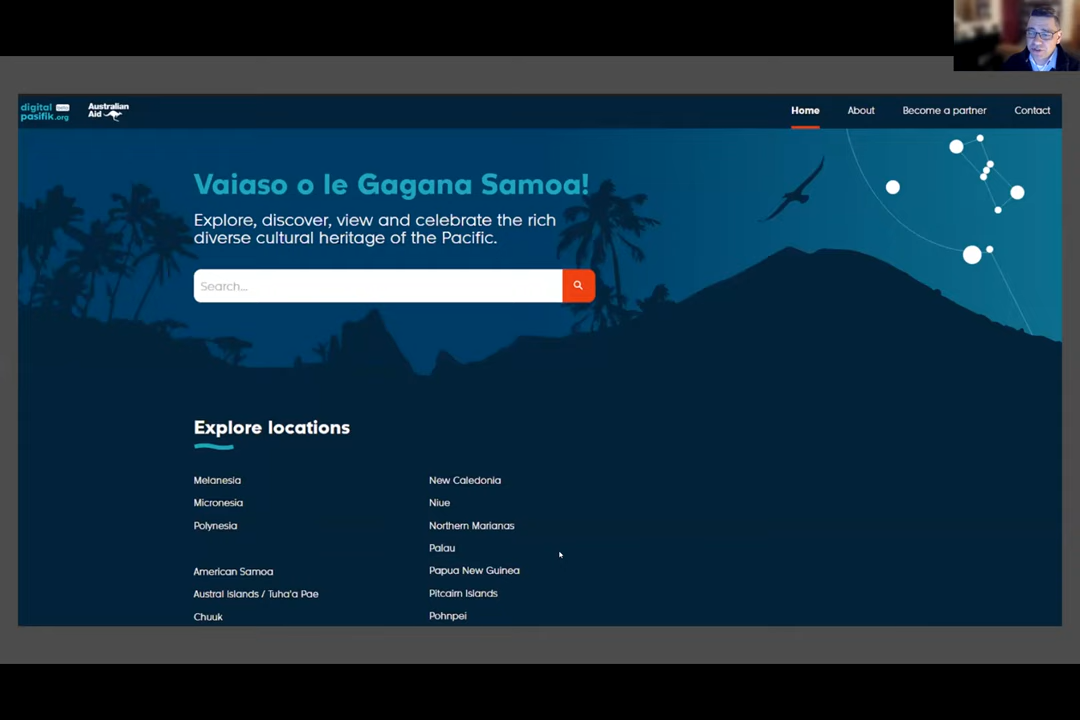 digital
pasifik.org
Australian
Aid
Home
About
Become a partner
Contact
Vaiaso o le Gagana Samoa!
Explore, discover, view and celebrate the rich
diverse cultural heritage of the Pacific.
Search...
Explore locations
Melanesia
Micronesia
Polynesia
American Samoa
Austral Islands / Tuha'a Pae
Chuuk
New Caledonia
Niue
Northern Marianas
Palau
Papua New Guinea
Pitcairn Islands
Pohnpei